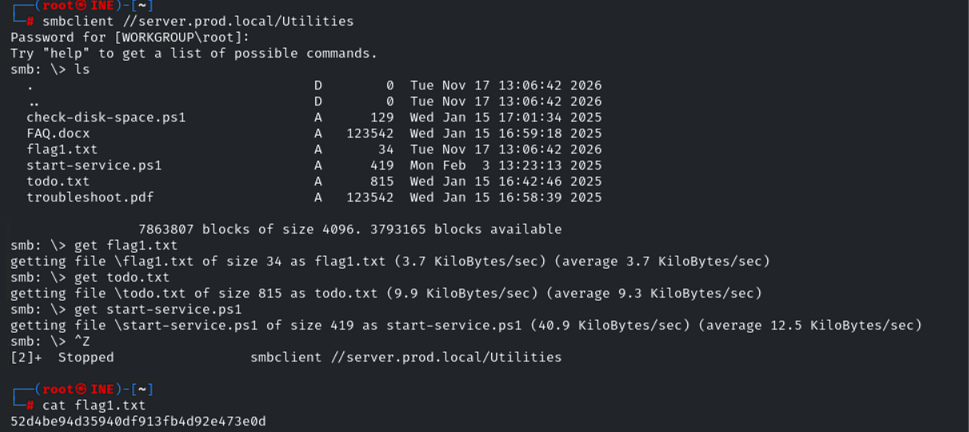 ┌──(root㉿INE)-[~]
└─# smbclient //server.prod.local/Utilities
Password for [WORKGROUP\root]:
Try "help" to get a list of possible commands.
smb: \> ls
  .                                   D        0  Tue Nov 17 13:06:42 2026
  ..                                  D        0  Tue Nov 17 13:06:42 2026
  check-disk-space.ps1                A      129  Wed Jan 15 17:01:34 2025
  FAQ.docx                            A   123542  Wed Jan 15 16:59:18 2025
  flag1.txt                           A       34  Tue Nov 17 13:06:42 2026
  start-service.ps1                   A      419  Mon Feb  3 13:23:13 2025
  todo.txt                            A      815  Wed Jan 15 16:42:46 2025
  troubleshoot.pdf                    A   123542  Wed Jan 15 16:58:39 2025
                7863807 blocks of size 4096. 3793165 blocks available
smb: \> get flag1.txt
getting file \flag1.txt of size 34 as flag1.txt (3.7 KiloBytes/sec) (average 3.7 KiloBytes/sec)
smb: \> get todo.txt
getting file \todo.txt of size 815 as todo.txt (9.9 KiloBytes/sec) (average 9.3 KiloBytes/sec)
smb: \> get start-service.ps1
getting file \start-service.ps1 of size 419 as start-service.ps1 (40.9 KiloBytes/sec) (average 12.5 KiloBytes/sec)
smb: \> ^Z
[2]+  Stopped                 smbclient //server.prod.local/Utilities
┌──(root㉿INE)-[~]
└─# cat flag1.txt
52d4be94d35940df913fb4d92e473e0d